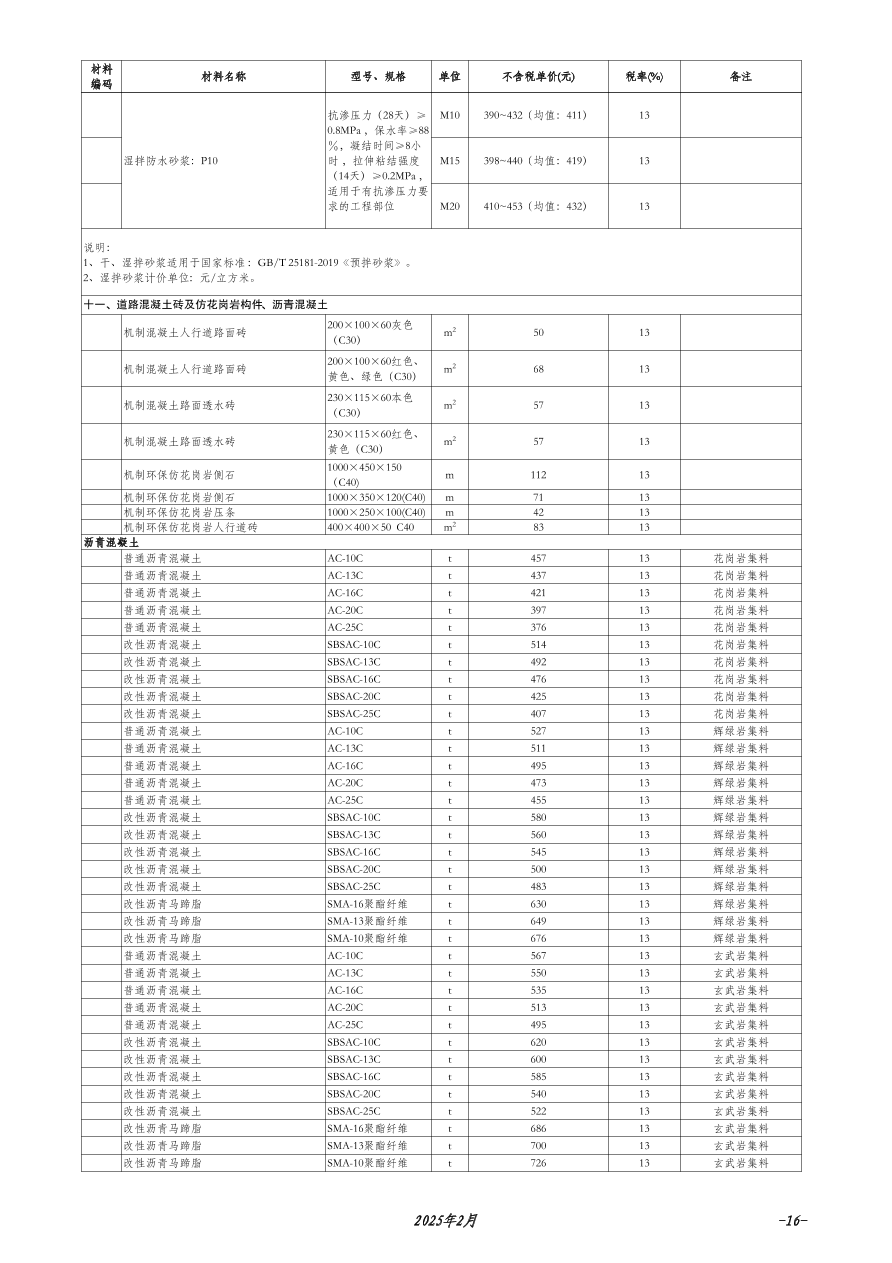 材料
编码
材料名称 型号、规格 单位 不含税单价(元) 税率(%) 备注
湿拌防水砂浆：P10
抗渗压力（28天）≥
0.8MPa ，保水率≥88
%，凝结时间≥8小
时 ，拉伸粘结强度
（14天）≥0.2MPa ，
适用于有抗渗压力要
求的工程部位
M10 390~432（均值：411） 13
M15 398~440（均值：419） 13
M20 410~453（均值：432） 13
说明：
1、干、湿拌砂浆适用于国家标准：GB/T 25181-2019《预拌砂浆》。
2、湿拌砂浆计价单位：元/立方米。
十一、道路混凝土砖及仿花岗岩构件、沥青混凝土
机制混凝土人行道路面砖 200×100×60灰色
（C30） m² 50 13
机制混凝土人行道路面砖 200×100×60红色、
黄色、绿色（C30） m² 68 13
机制混凝土路面透水砖 230×115×60本色
（C30） m² 57 13
机制混凝土路面透水砖 230×115×60红色、
黄色（C30） m² 57 13
机制环保仿花岗岩侧石 1000×450×150
（C40) m 112 13
机制环保仿花岗岩侧石 1000×350×120(C40) m 71 13
机制环保仿花岗岩压条 1000×250×100(C40) m 42 13
机制环保仿花岗岩人行道砖 400×400×50 C40 m² 83 13
沥青混凝土
普通沥青混凝土 AC-10C t 457 13 花岗岩集料
普通沥青混凝土 AC-13C t 437 13 花岗岩集料
普通沥青混凝土 AC-16C t 421 13 花岗岩集料
普通沥青混凝土 AC-20C t 397 13 花岗岩集料
普通沥青混凝土 AC-25C t 376 13 花岗岩集料
改性沥青混凝土 SBSAC-10C t 514 13 花岗岩集料
改性沥青混凝土 SBSAC-13C t 492 13 花岗岩集料
改性沥青混凝土 SBSAC-16C t 476 13 花岗岩集料
改性沥青混凝土 SBSAC-20C t 425 13 花岗岩集料
改性沥青混凝土 SBSAC-25C t 407 13 花岗岩集料
普通沥青混凝土 AC-10C t 527 13 辉绿岩集料
普通沥青混凝土 AC-13C t 511 13 辉绿岩集料
普通沥青混凝土 AC-16C t 495 13 辉绿岩集料
普通沥青混凝土 AC-20C t 473 13 辉绿岩集料
普通沥青混凝土 AC-25C t 455 13 辉绿岩集料
改性沥青混凝土 SBSAC-10C t 580 13 辉绿岩集料
改性沥青混凝土 SBSAC-13C t 560 13 辉绿岩集料
改性沥青混凝土 SBSAC-16C t 545 13 辉绿岩集料
改性沥青混凝土 SBSAC-20C t 500 13 辉绿岩集料
改性沥青混凝土 SBSAC-25C t 483 13 辉绿岩集料
改性沥青马蹄脂 SMA-16聚酯纤维 t 630 13 辉绿岩集料
改性沥青马蹄脂 SMA-13聚酯纤维 t 649 13 辉绿岩集料
改性沥青马蹄脂 SMA-10聚酯纤维 t 676 13 辉绿岩集料
普通沥青混凝土 AC-10C t 567 13 玄武岩集料
普通沥青混凝土 AC-13C t 550 13 玄武岩集料
普通沥青混凝土 AC-16C t 535 13 玄武岩集料
普通沥青混凝土 AC-20C t 513 13 玄武岩集料
普通沥青混凝土 AC-25C t 495 13 玄武岩集料
改性沥青混凝土 SBSAC-10C t 620 13 玄武岩集料
改性沥青混凝土 SBSAC-13C t 600 13 玄武岩集料
改性沥青混凝土 SBSAC-16C t 585 13 玄武岩集料
改性沥青混凝土 SBSAC-20C t 540 13 玄武岩集料
改性沥青混凝土 SBSAC-25C t 522 13 玄武岩集料
改性沥青马蹄脂 SMA-16聚酯纤维 t 686 13 玄武岩集料
改性沥青马蹄脂 SMA-13聚酯纤维 t 700 13 玄武岩集料
改性沥青马蹄脂 SMA-10聚酯纤维 t 726 13 玄武岩集料
2025年2月 -16-